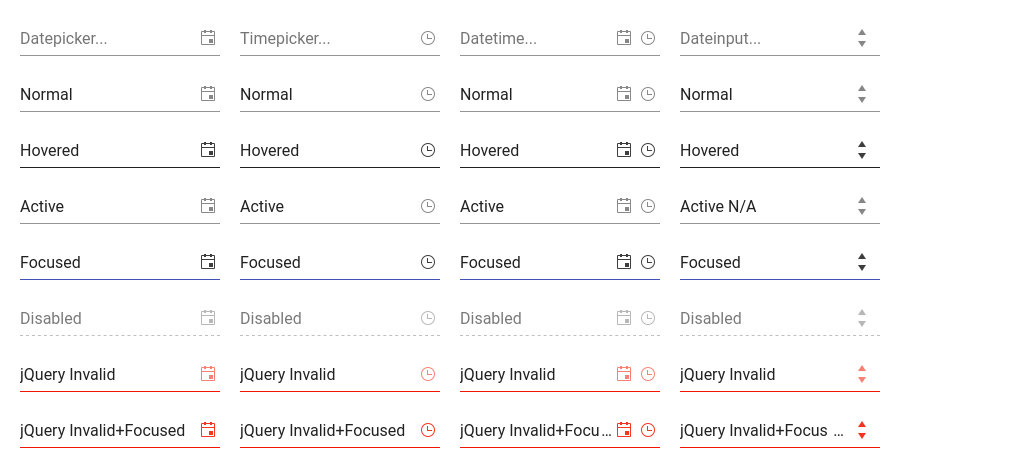 Datepicker... Timepicker... Datetime... Dateinput...
Normal Normal Normal Normal
Hovered Hovered Hovered Hovered
Active Active Active Active N/A
Focused Focused Focused Focused
Disabled Disabled Disabled Disabled
jQuery Invalid jQuery Invalid jQuery Invalid jQuery Invalid
jQuery Invalid+Focused jQuery Invalid+Focused jQuery Invalid+Focu... jQuery Invalid+Focus ...